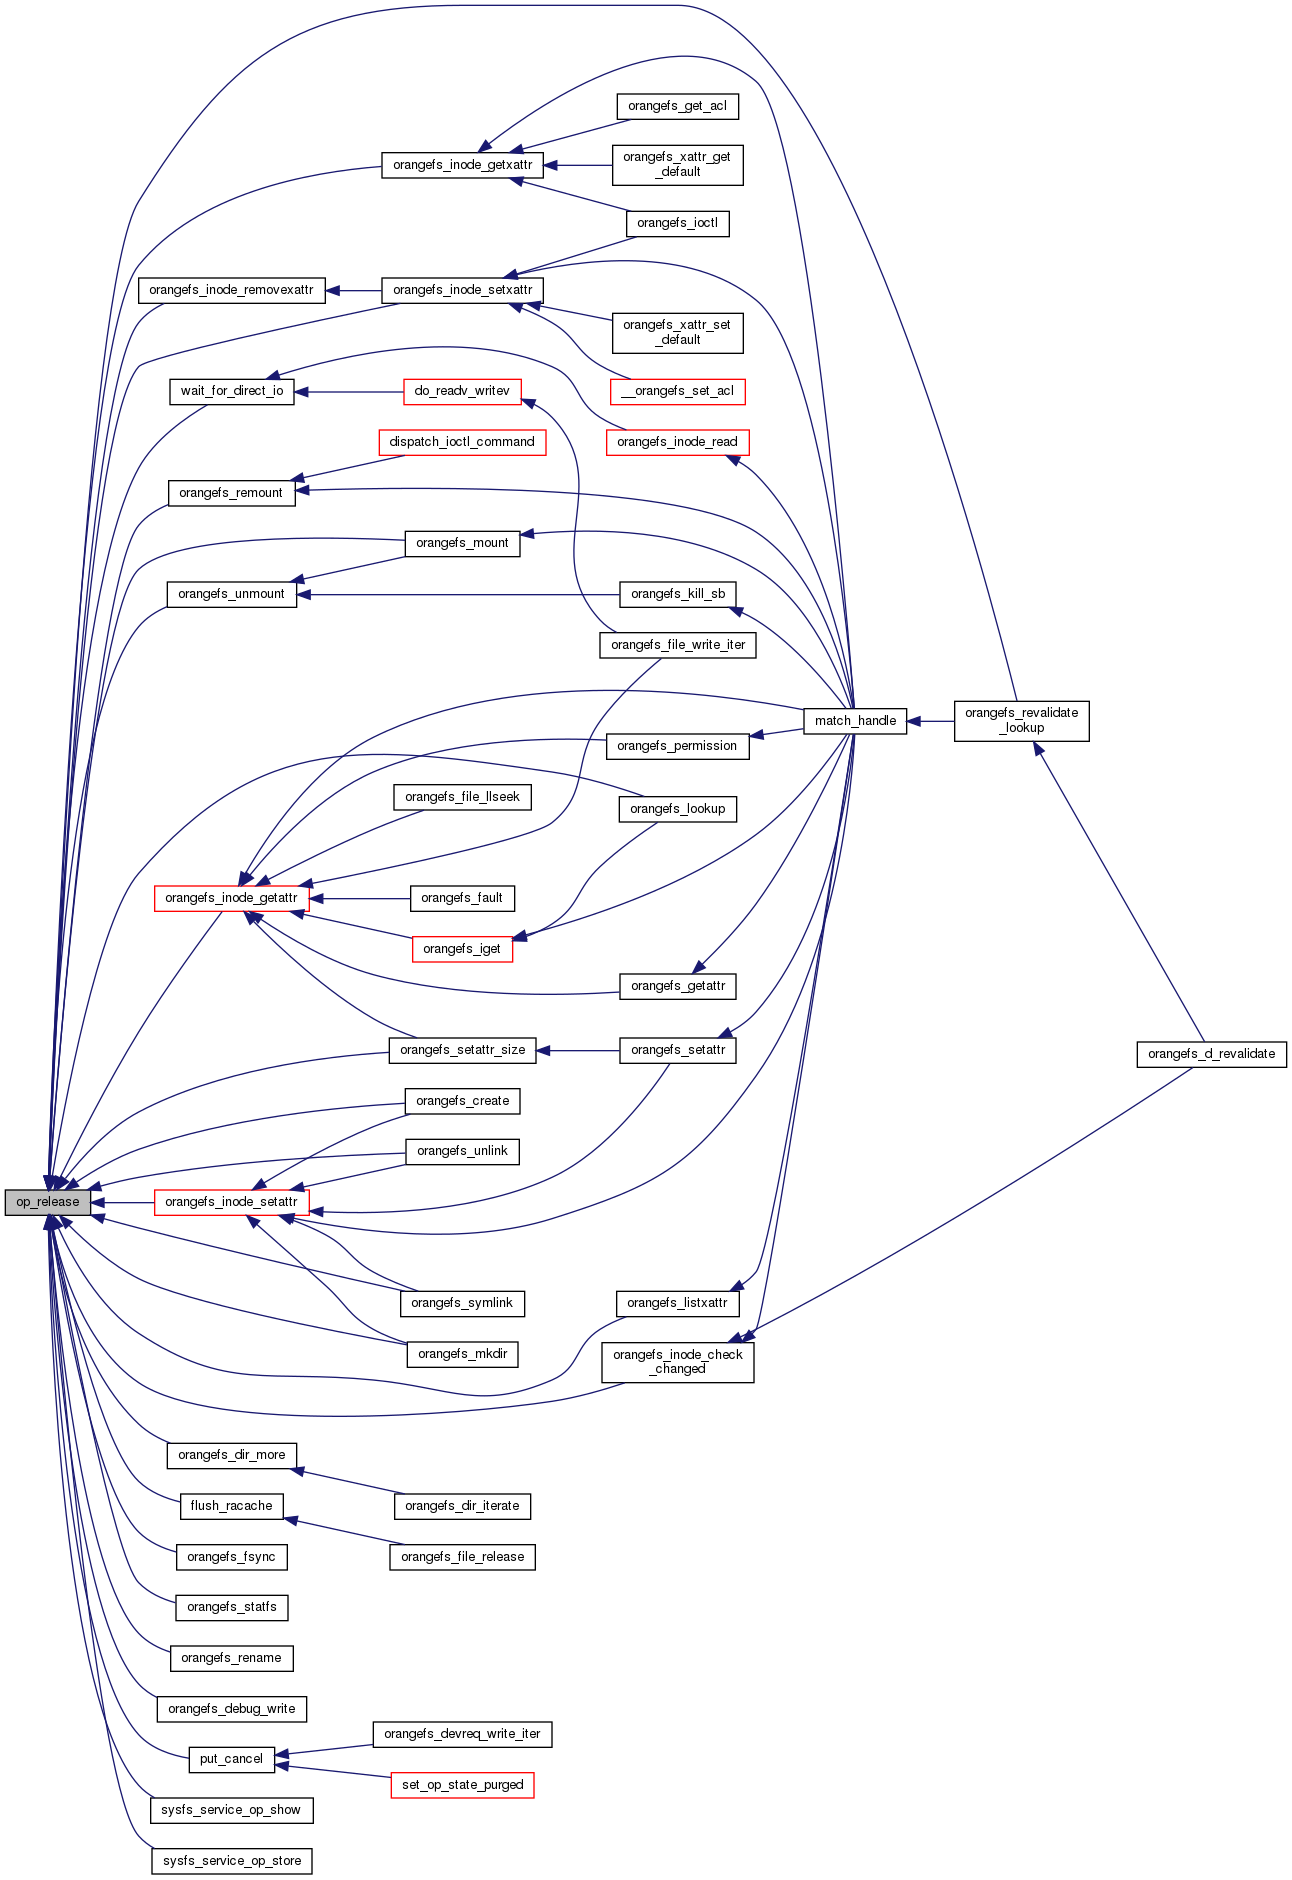 orangefs_get_acl
orangefs_inode_getxattr
orangefs_xattr_get
_default
orangefs_ioctl
orangefs_inode_removexattr
orangefs_inode_setxattr
orangefs_xattr_set
_default
wait_for_direct_io
do_readv_writev
__orangefs_set_acl
dispatch_ioctl_command
orangefs_inode_read
orangefs_remount
orangefs_mount
orangefs_unmount
orangefs_kill_sb
orangefs_file_write_iter
match_handle
orangefs_revalidate
_lookup
orangefs_permission
orangefs_file_llseek
orangefs_lookup
orangefs_inode_getattr
orangefs_fault
orangefs_iget
orangefs_getattr
orangefs_setattr_size
orangefs_setattr
orangefs_d_revalidate
orangefs_create
orangefs_unlink
op_release
orangefs_inode_setattr
orangefs_symlink
orangefs_listxattr
orangefs_mkdir
orangefs_inode_check
_changed
orangefs_dir_more
flush_racache
orangefs_dir_iterate
orangefs_fsync
orangefs_file_release
orangefs_statfs
orangefs_rename
orangefs_debug_write
orangefs_devreq_write_iter
put_cancel
set_op_state_purged
sysfs_service_op_show
sysfs_service_op_store